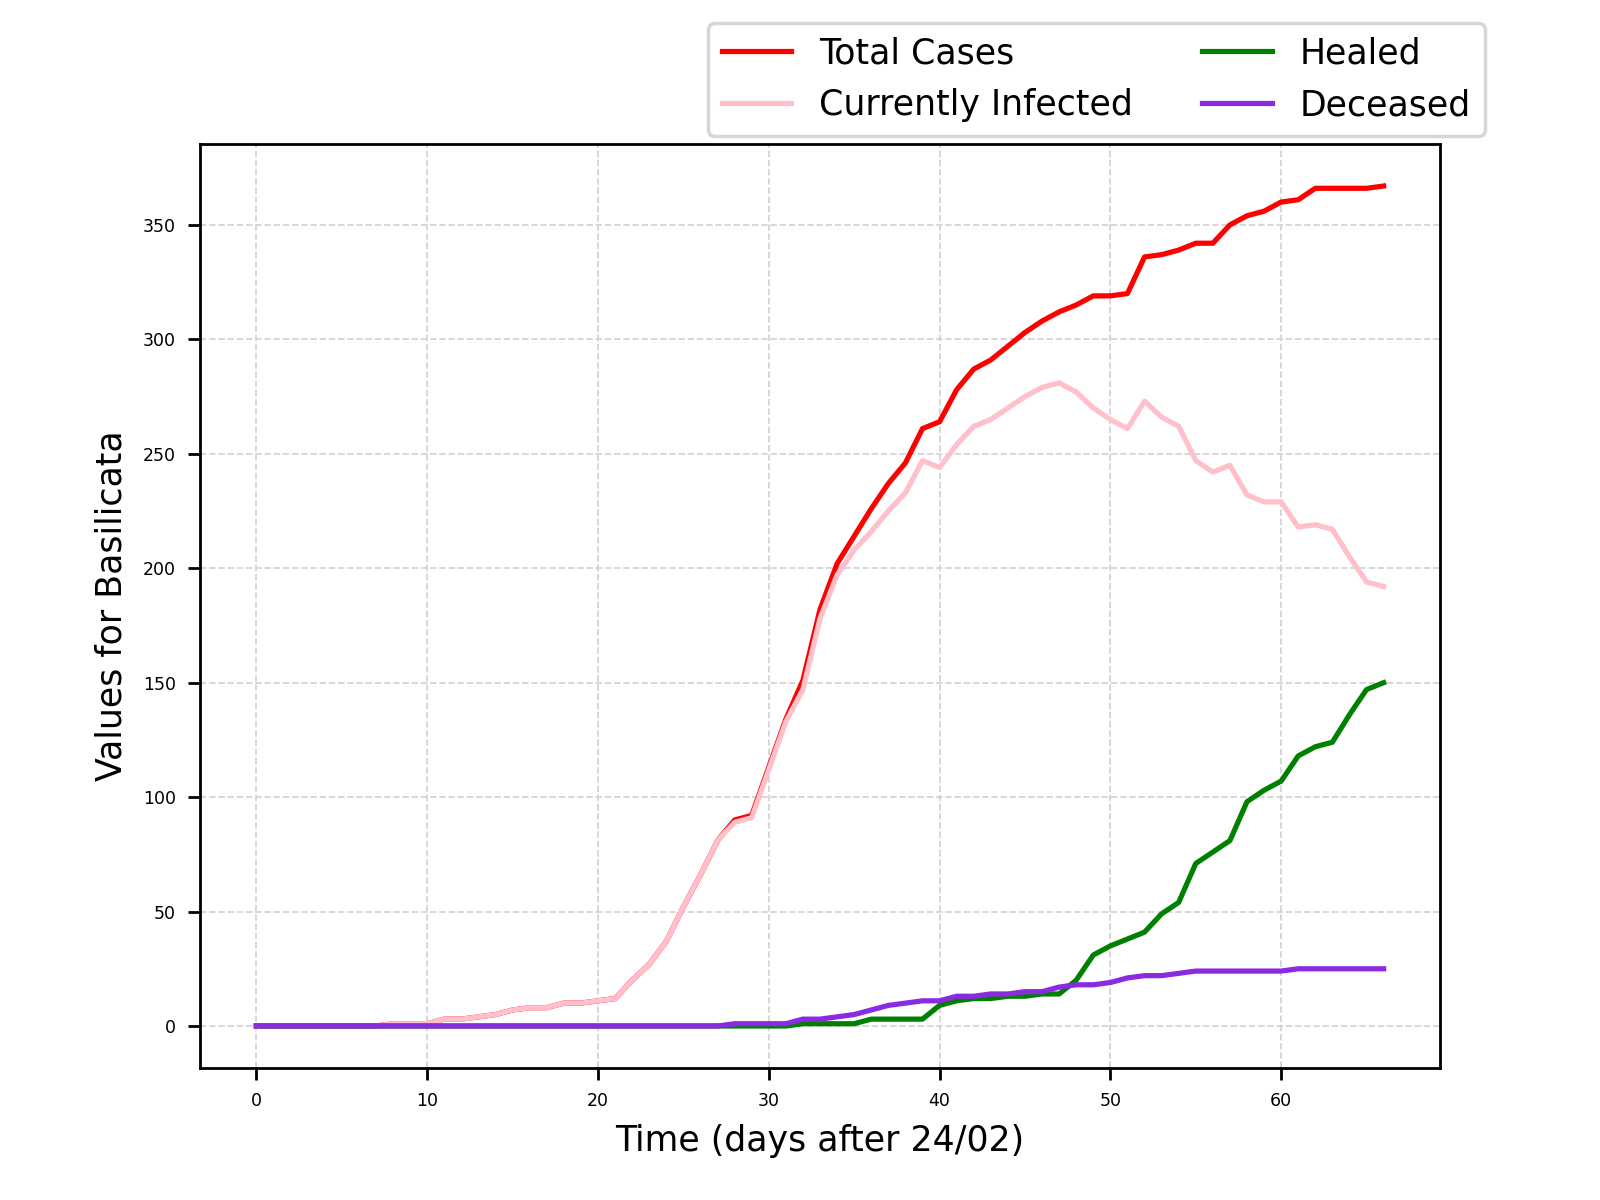 Total Cases
Currently Infected
Healed
Deceased
Values for Basilicata
350
300
250
200
150
100
50
0
0 10 20 30 40 50 60
Time (days after 24/02)